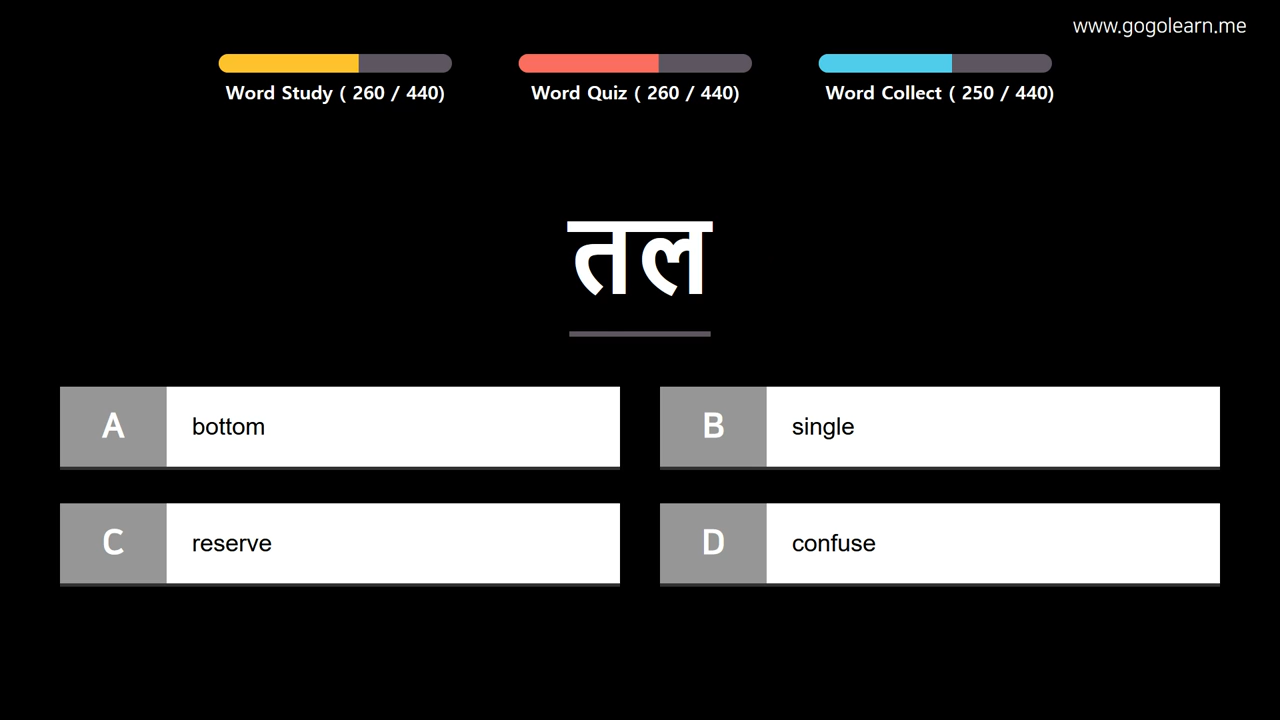 www.gogolearn.me
Word Study ( 260 / 440)
Word Quiz ( 260 / 440)
Word Collect ( 250 / 440)
तल
A bottom
B single
C reserve
D confuse